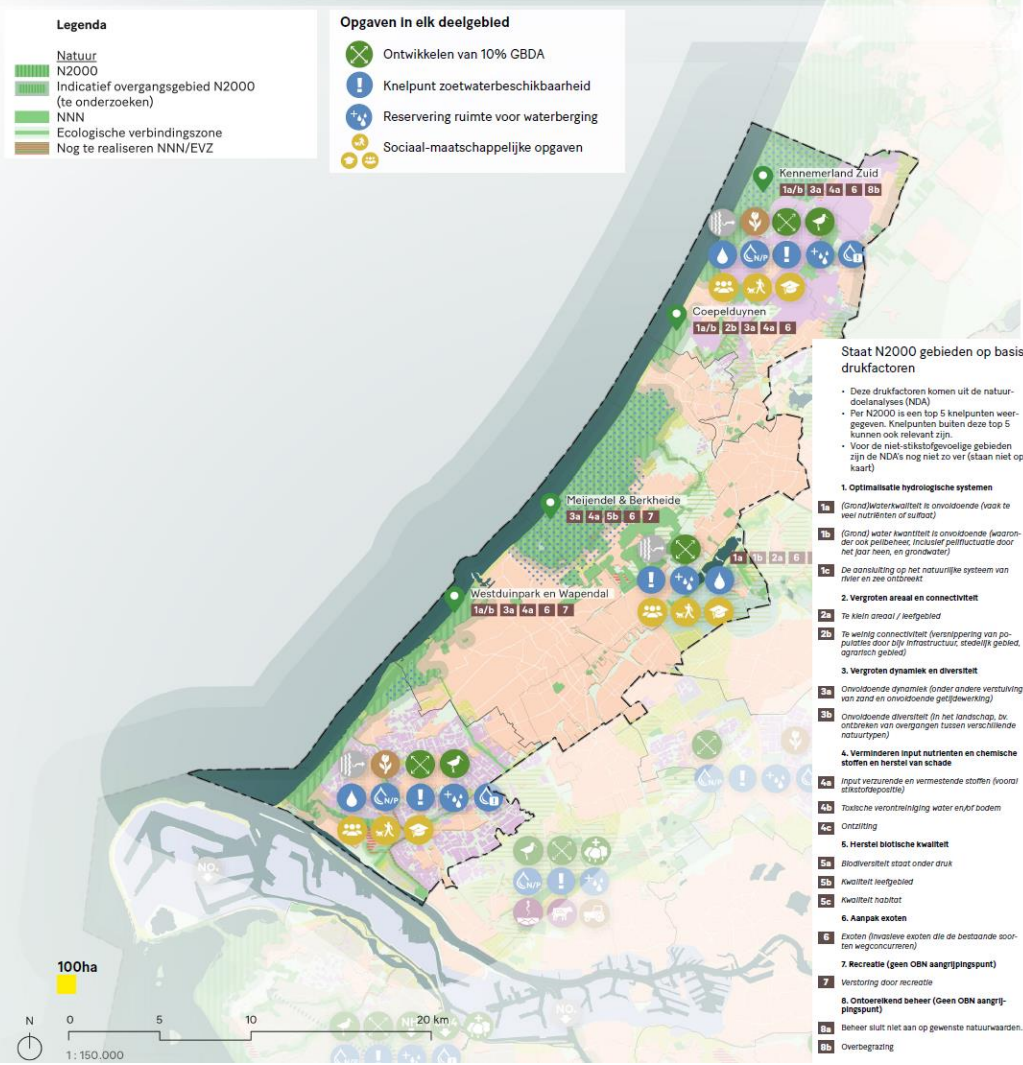 Legenda
Natuur
N2000
Indicatief overgangsgebied N2000
(te onderzoeken)
NNN
Ecologische verbindingszone
Nog te realiseren NNN/EVZ
Opgaven in elk deelgebied
Ontwikkelen van 10% GBDA
Knelpunt zoetwaterbeschikbaarheid
Reservering ruimte voor waterberging
Sociaal-maatschappelijke opgaven
Kennemerland Zuid
1a/b 3a 4a 6 8b
N/P
Coepelduynen
1a/b 2b 3a 4a 6
Meijendel & Berkheide
3a 4a 5b 6 7
1a 1b 2a 6
Westduinpark en Wapendal
1a/b 3a 4a 6 7
N/P
N/P
N/P
NO.
NO.
100ha
N
0 5 10 20 km
1 : 150.000
Staat N2000 gebieden op basis
drukfactoren
• Deze drukfactoren komen uit de natuur-
doelanalyses (NDA)
• Per N2000 is een top 5 knelpunten weer-
gegeven. Knelpunten buiten deze top 5
kunnen ook relevant zijn.
• Voor de niet-stikstofgevoelige gebieden
zijn de NDA's nog niet zo ver (staan niet op
kaart)
1. Optimalisatie hydrologische systemen
1a (Grond)Waterkwaliteit is onvoldoende (vaak te
veel nutriënten of sulfaat)
1b (Grond) water kwantiteit is onvoldoende (waaron-
der ook peilbeheer, inclusief peilfluctuatie door
het jaar heen, en grondwater)
1c De aansluiting op het natuurlijke systeem van
rivier en zee ontbreekt
2. Vergroten areaal en connectiviteit
2a Te klein areaal / leefgebied
2b Te weinig connectiviteit (versnippering van po-
pulaties door bijv infrastructuur, stedelijk gebied,
agrarisch gebied)
3. Vergroten dynamiek en diversiteit
3a Onvoldoende dynamiek (onder andere verstuiving
van zand en onvoldoende getijdewerking)
3b Onvoldoende diversiteit (in het landschap, bv.
ontbreken van overgangen tussen verschillende
natuurtypen)
4. Verminderen input nutrienten en chemische
stoffen en herstel van schade
4a Input verzurende en vermestende stoffen (vooral
stikstofdepositie)
4b Toxische verontreiniging water en/of bodem
4c Ontzilting
5. Herstel biotische kwaliteit
5a Biodiversiteit staat onder druk
5b Kwaliteit leefgebied
5c Kwaliteit habitat
6. Aanpak exoten
6 Exoten (invasieve exoten die de bestaande soor-
ten wegconcurreren)
7. Recreatie (geen OBN aangrijpingspunt)
7 Verstoring door recreatie
8. Ontoereikend beheer (Geen OBN aangrij-
pingspunt)
8a Beheer sluit niet aan op gewenste natuurwaarden.
8b Overbegrazing